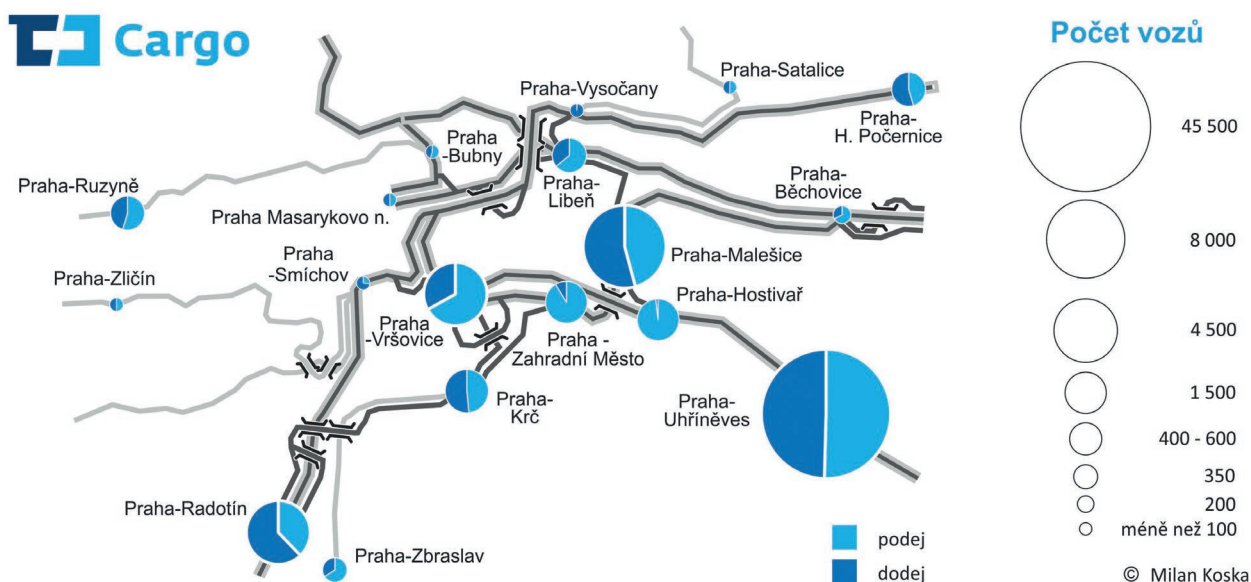 Cargo
Počet vozů
Praha-Satalice
Praha-Vysočany
Praha-
H. Počernice
45 500
Praha
-Bubny
Praha-
Libeň
Praha-
Běchovice
Praha-Ruzyně
Praha Masarykovo n.
Praha-Malešice
8 000
Praha
-Smíchov
Praha-Zličín
Praha-Hostivař
Praha
-Vršovice
Praha -
Zahradní Město
4 500
Praha-
Krč
Praha-
Uhříněves
1 500
400 - 600
350
Praha-Radotín
200
méně než 100
podej
Praha-Zbraslav
dodej
© Milan Koska